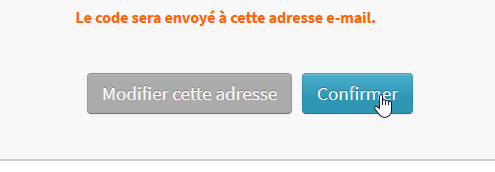 Le code sera envoyé à cette adresse e-mail.
Modifier cette adresse Confirmer